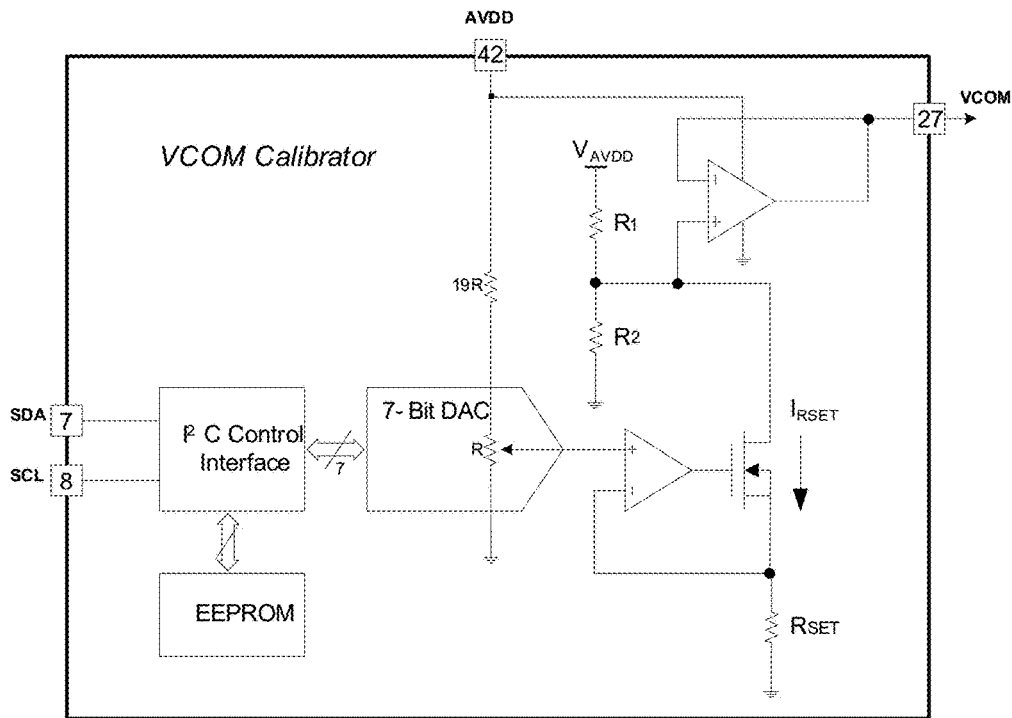 AVDD
42
VCOM
27
VCOM Calibrator
VAVDD
R1
19R
R2
SDA
7
SCL
8
I² C Control
Interface
7
7- Bit DAC
R
+
IRSET
EEPROM
RSET